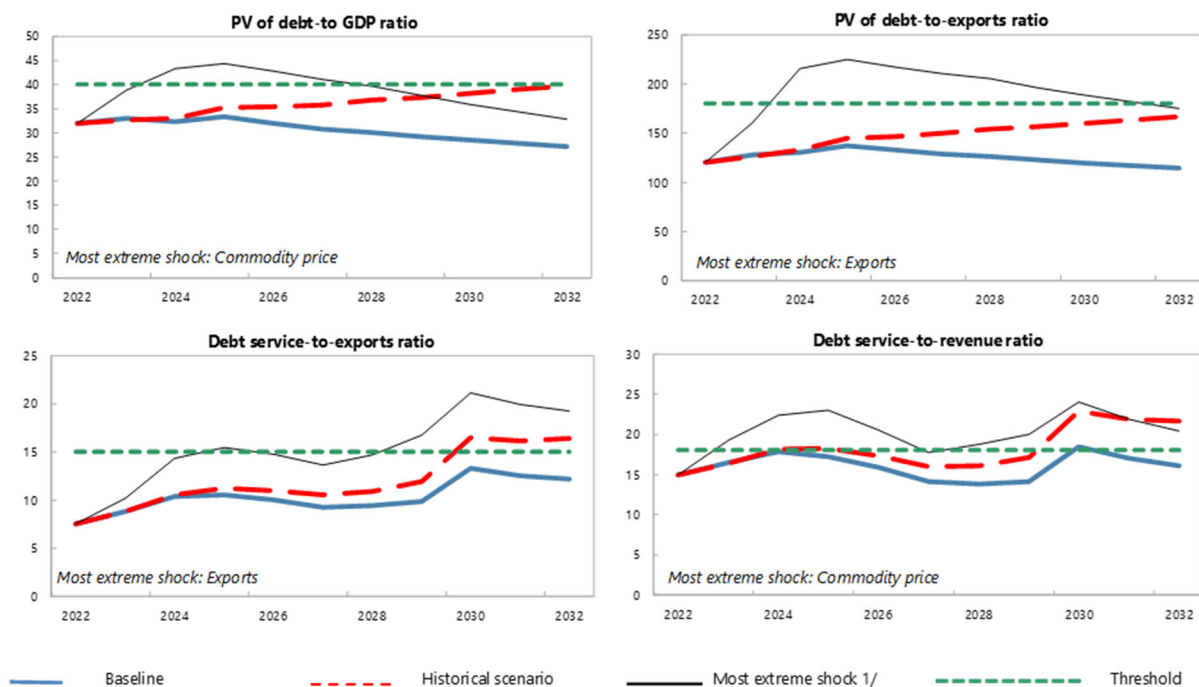 PV of debt-to GDP ratio
50
45
40
35
30
25
20
15
10
5
0
Most extreme shock: Commodity price
2022 2024 2026 2028 2030 2032
PV of debt-to-exports ratio
250
200
150
100
50
0
Most extreme shock: Exports
2022 2024 2026 2028 2030 2032
Debt service-to-exports ratio
25
20
15
10
5
0
Most extreme shock: Exports
2022 2024 2026 2028 2030 2032
Debt service-to-revenue ratio
30
25
20
15
10
5
0
Most extreme shock: Commodity price
2022 2024 2026 2028 2030 2032
Baseline Historical scenario Most extreme shock 1/ Threshold